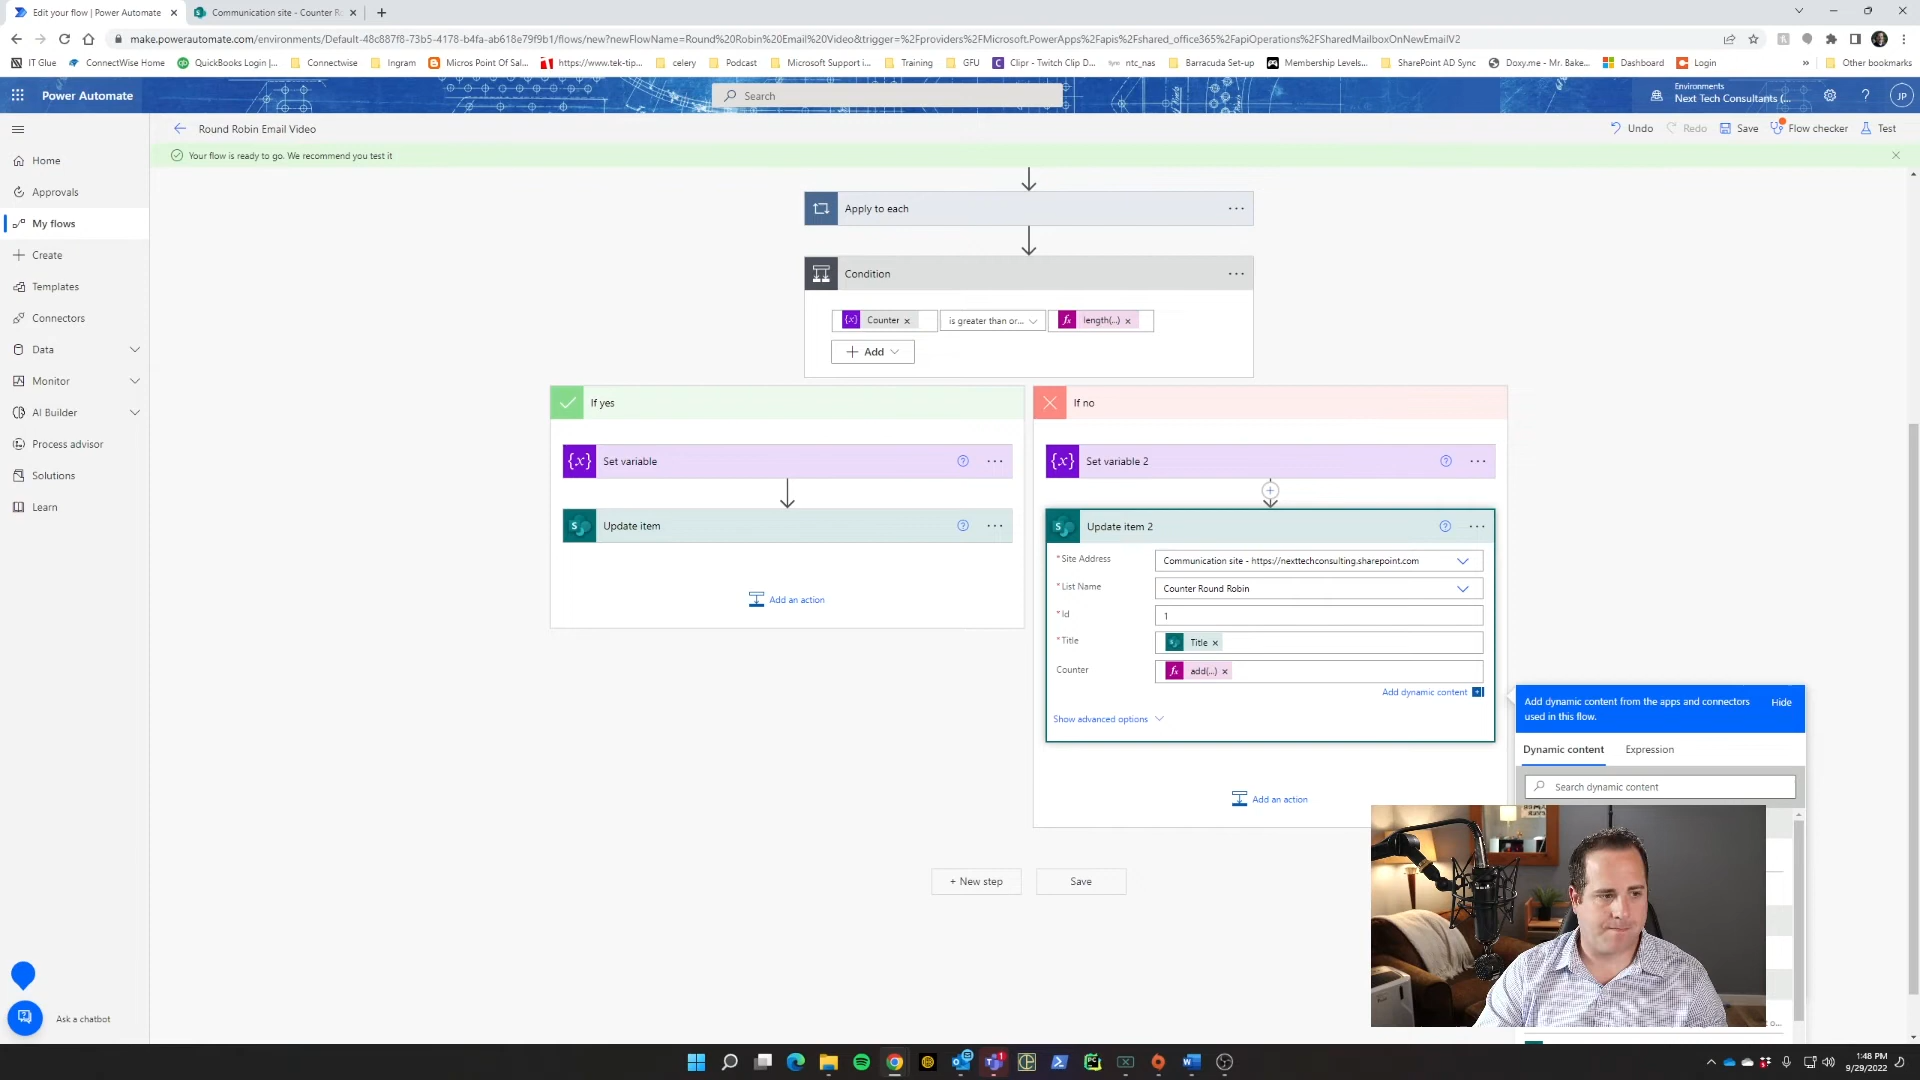 Edit your flow | Power Automate
Communication site - Counter Ro
make.powerautomate.com/environments/Default-48c887f8-73b5-4178-b4fa-ab618e79f9b1/flows/new?newFlowName=Round%20Robin%20Email%20Video&trigger=%2Fproviders%2FMicrosoft.PowerApps%2Fapis%2Fshared_office365%2FapiOperations%2FSharedMailboxOnNewEmailV2
IT Glue
ConnectWise Home
QuickBooks Login |...
Connectwise
Ingram
Micros Point Of Sal...
https://www.tek-tip...
celery
Podcast
Microsoft Support i...
Training
GFU
Clipr - Twitch Clip D...
ntc_nas
Barracuda Set-up
Membership Levels...
SharePoint AD Sync
Doxy.me - Mr. Bake...
Dashboard
Login
»
Other bookmarks
Power Automate
Search
Environments
Next Tech Consultants (...
JP
Round Robin Email Video
Undo
Redo
Save
Flow checker
Test
Your flow is ready to go. We recommend you test it
Home
Approvals
My flows
Create
Templates
Connectors
Data
Monitor
AI Builder
Process advisor
Solutions
Learn
Apply to each
Condition
{x} Counter
is greater than or...
fx length(...)
Add
If yes
If no
{x} Set variable
{x} Set variable 2
Update item
Update item 2
Add an action
* Site Address
Communication site - https://nexttechconsulting.sharepoint.com
* List Name
Counter Round Robin
* Id
1
* Title
Title
Counter
fx add(...)
Add dynamic content
Show advanced options
Add an action
Add dynamic content from the apps and connectors used in this flow.
Hide
Dynamic content
Expression
Search dynamic content
+ New step
Save
Ask a chatbot
1:48 PM
9/29/2022